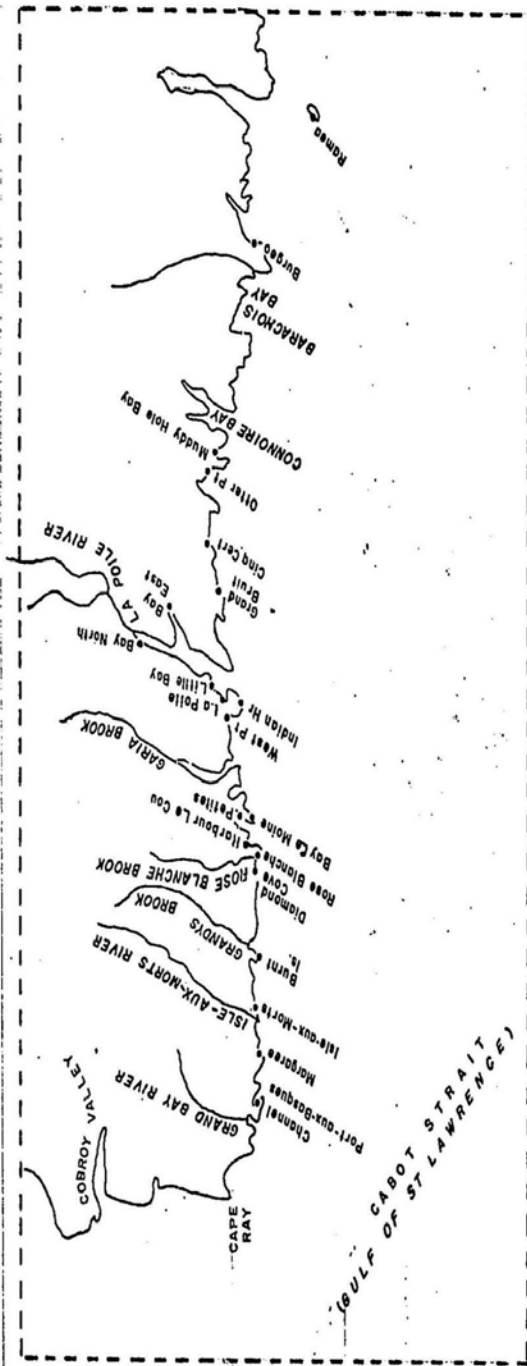 COBROY VALLEY
CAPE
RAY
GRAND BAY RIVER
Channel
Port-aux-Basques
Margaree
Isle-aux-Morts
ISLE-AUX-MORTS RIVER
Burnt
Is.
GRANDYS
BROOK
Diamond
Cove
ROSE BLANCHE BROOK
Rose Blanche
Harbour Le Cou
Petites
Bay Le Moine
GARIA BROOK
West Pt
La Poile
Indian Hr
Little Bay
Bay North
LA POILE RIVER
East
Bay
Grand
Bruit
Cinq Cerf
Otter Pt
Muddy Hole Bay
CONNOIRE BAY
BARACHOIS
BAY
Burgeo
Ramea
CABOT STRAIT
(GULF OF ST LAWRENCE)